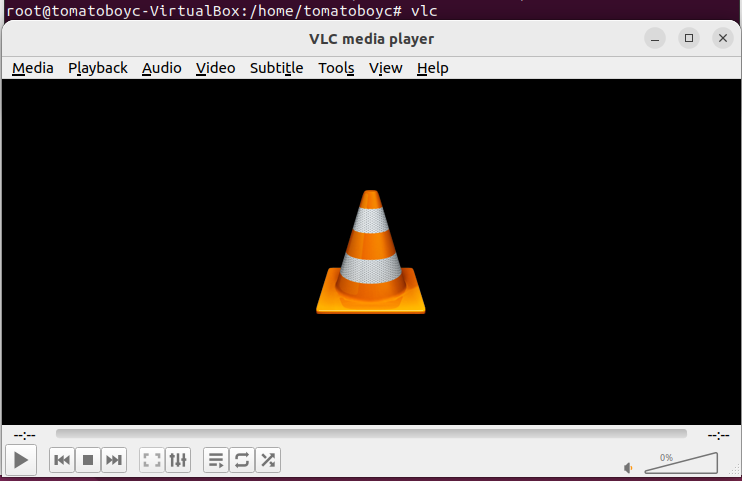 root@tomatoboyc-VirtualBox:/home/tomatoboyc# vlc
VLC media player
Media Playback Audio Video Subtitle Tools View Help
--:-- --:--
0%